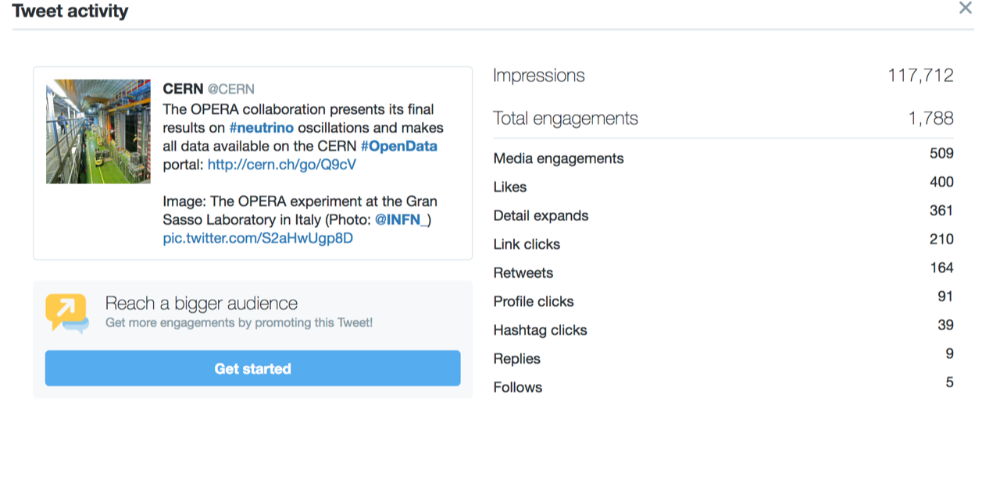 Tweet activity
CERN @CERN
The OPERA collaboration presents its final
results on #neutrino oscillations and makes
all data available on the CERN #OpenData
portal: http://cern.ch/go/Q9cV
Image: The OPERA experiment at the Gran
Sasso Laboratory in Italy (Photo: @INFN_)
pic.twitter.com/S2aHwUgp8D
Reach a bigger audience
Get more engagements by promoting this Tweet!
Get started
Impressions 117,712
Total engagements 1,788
Media engagements 509
Likes 400
Detail expands 361
Link clicks 210
Retweets 164
Profile clicks 91
Hashtag clicks 39
Replies 9
Follows 5